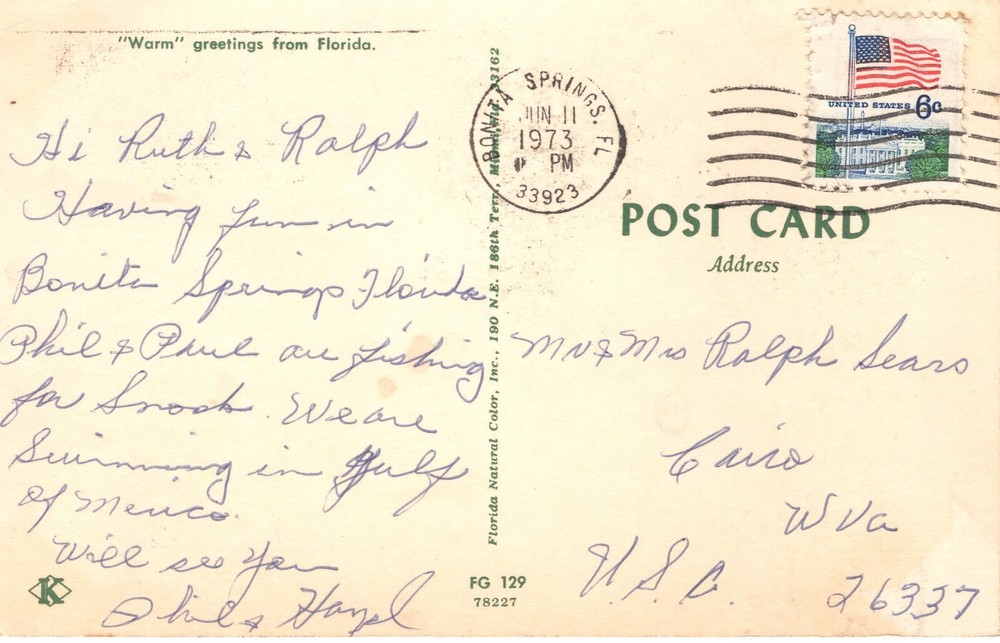 "Warm" greetings from Florida.
Hi Ruth & Ralph
Having fun in
Bonita Springs Florida
Phil & Paul are fishing
for Snook. We are
Swimming in Gulf
of Mexico.
Will see you
Phil & Hazel
K
Florida Natural Color, Inc., 190 N.E. 186th Terr., Miami, Fla. 33162
FG 129
78227
BONITA SPRINGS, FL
JUN 11
1973
PM
33923
UNITED STATES 6c
POST CARD
Address
Mr & Mrs Ralph Sears
Cairo
W Va
U.S.A.
26337